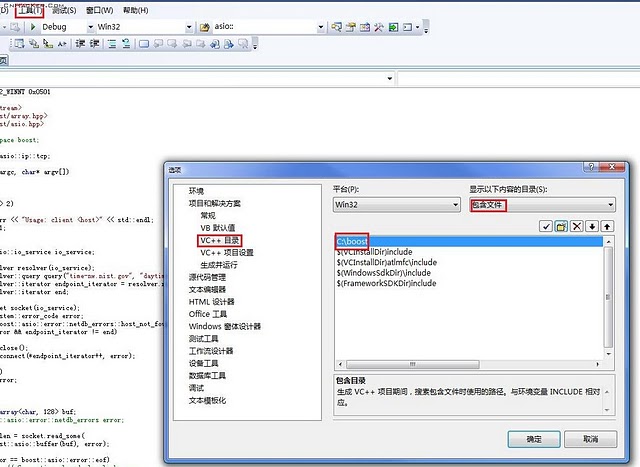 CnHacker.Com
(D) 工具(T) 测试(S) 窗口(W) 帮助(H)
Debug Win32 asio::
页
2_WINNT 0x0501
tream>
st/array.hpp>
st/asio.hpp>
pace boost;
asio::ip::tcp;
argc, char* argv[])
> 2)
rr << "Usage: client <host>" << std::endl;
1;
io::io_service io_service;
lver resolver(io_service);
lver::query query("time-nw.nist.gov", "daytim
lver::iterator endpoint_iterator = resolver.r
lver::iterator end;
et socket(io_service);
tem::error_code error
oost::asio::error::netdb_errors::host_not_fou
ror && endpoint_iterator != end)
close();
connect(*endpoint_iterator++, error);
)
rror;
array<char, 128> buf;
::asio::error::netdb_errors error;
len = socket.read_some(
st::asio::buffer(buf), error);
or == boost::asio::error::eof)
选项
环境
项目和解决方案
常规
VB 默认值
VC++ 目录
VC++ 项目设置
生成并运行
源代码管理
文本编辑器
HTML 设计器
Office 工具
Windows 窗体设计器
测试工具
工作流设计器
设备工具
数据库工具
调试
文本模板化
平台(P):
Win32
显示以下内容的目录(S):
包含文件
C:\boost
$(VCInstallDir)include
$(VCInstallDir)atlmfc\include
$(WindowsSdkDir)\include
$(FrameworkSDKDir)include
包含目录
生成 VC++ 项目期间，搜索包含文件时使用的路径。与环境变量 INCLUDE 相对
应。
确定
取消